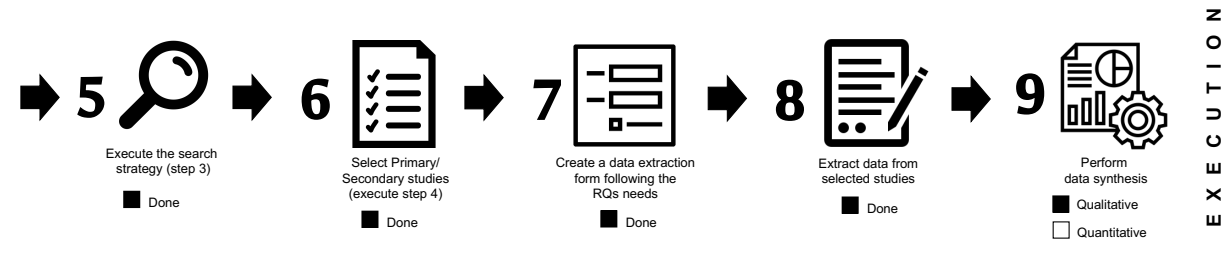 5
Execute the search
strategy (step 3)
Done
6
Select Primary/
Secondary studies
(execute step 4)
Done
7
Create a data extraction
form following the
RQs needs
Done
8
Extract data from
selected studies
Done
9
Perform
data synthesis
Qualitative
Quantitative
EXECUTION